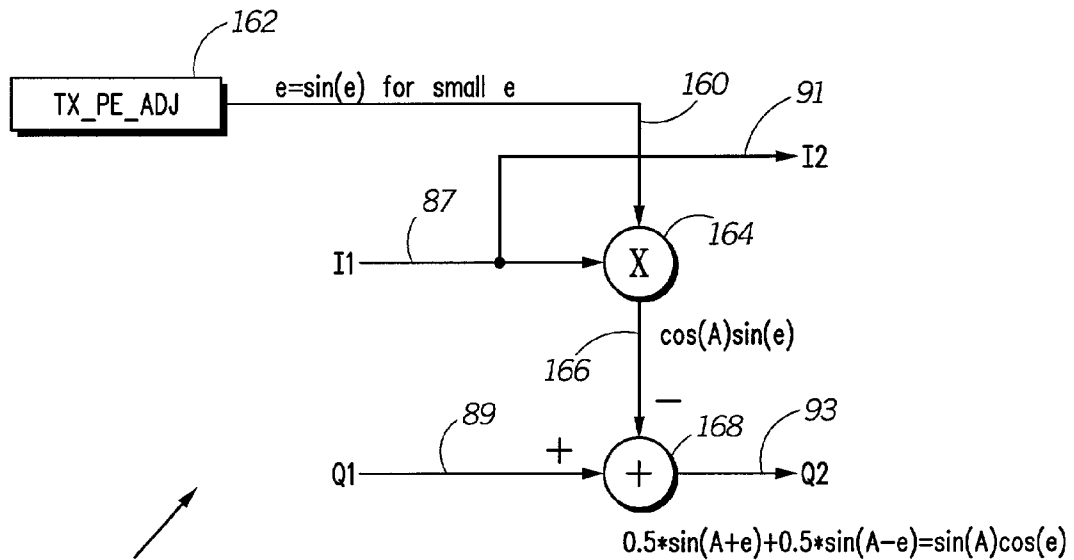 162
TX_PE_ADJ
e=sin(e) for small e
160
91
I2
87
164
I1
X
cos(A)sin(e)
166
89
−
93
168
+
Q1
+
Q2
0.5*sin(A+e)+0.5*sin(A−e)=sin(A)cos(e)